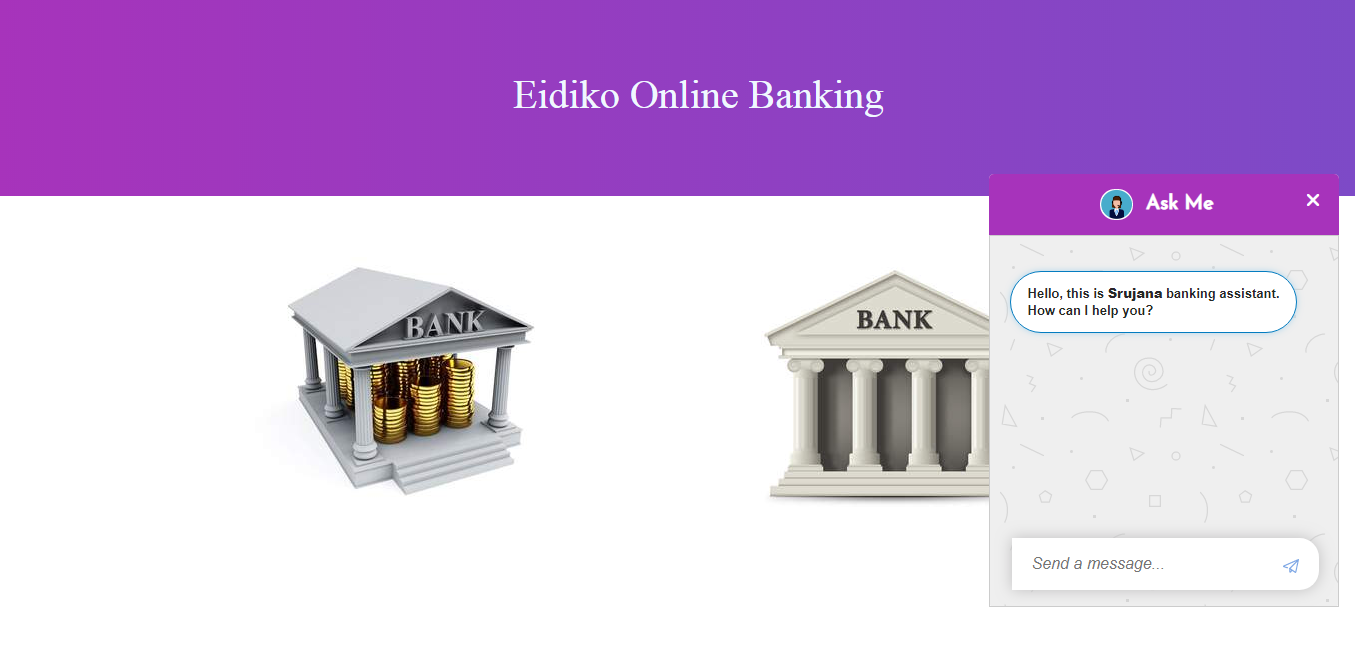 Eidiko Online Banking
Ask Me
Hello, this is Srujana banking assistant.
How can I help you?
BANK
BANK
Send a message...